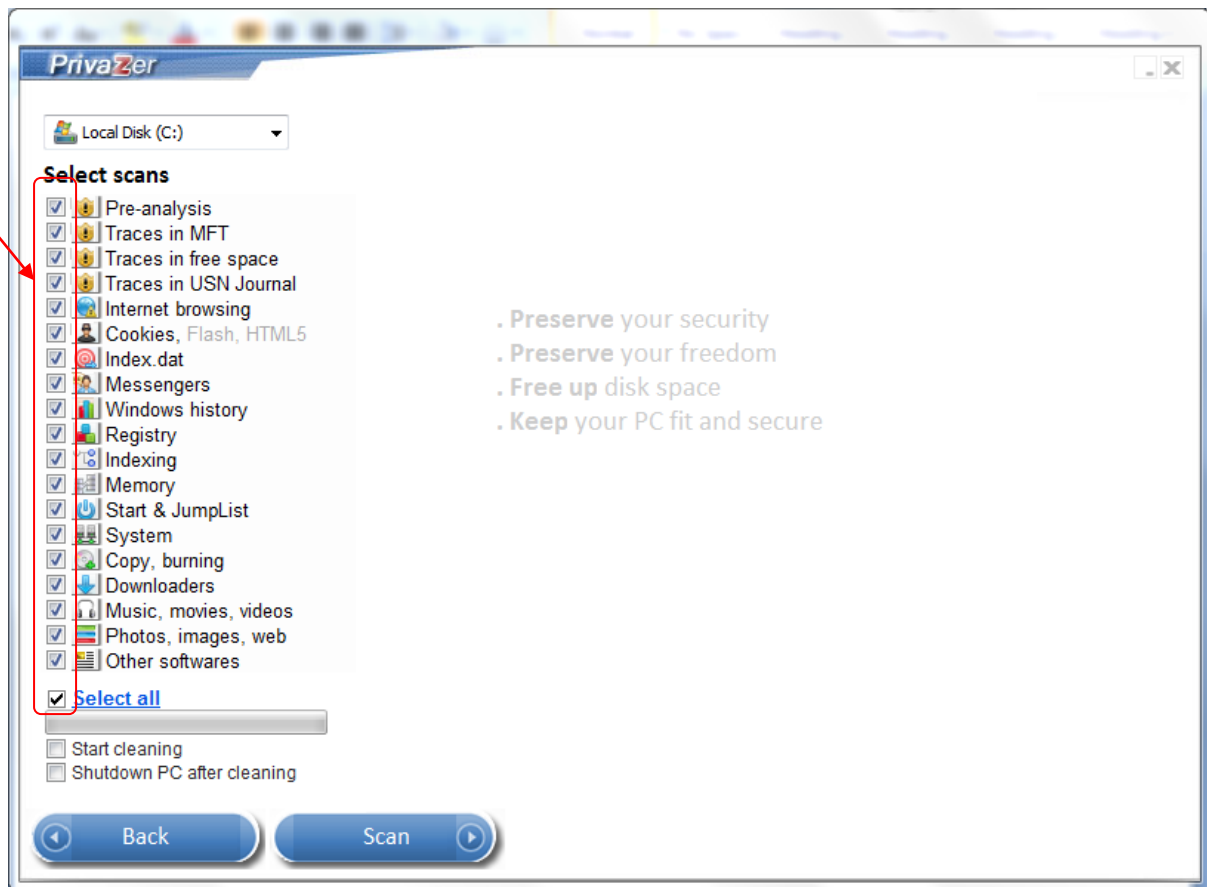 PrivaZer
Local Disk (C:)
Select scans
Pre-analysis
Traces in MFT
Traces in free space
Traces in USN Journal
Internet browsing
Cookies, Flash, HTML5
Index.dat
Messengers
Windows history
Registry
Indexing
Memory
Start & JumpList
System
Copy, burning
Downloaders
Music, movies, videos
Photos, images, web
Other softwares
Select all
Start cleaning
Shutdown PC after cleaning
. Preserve your security
. Preserve your freedom
. Free up disk space
. Keep your PC fit and secure
Back
Scan